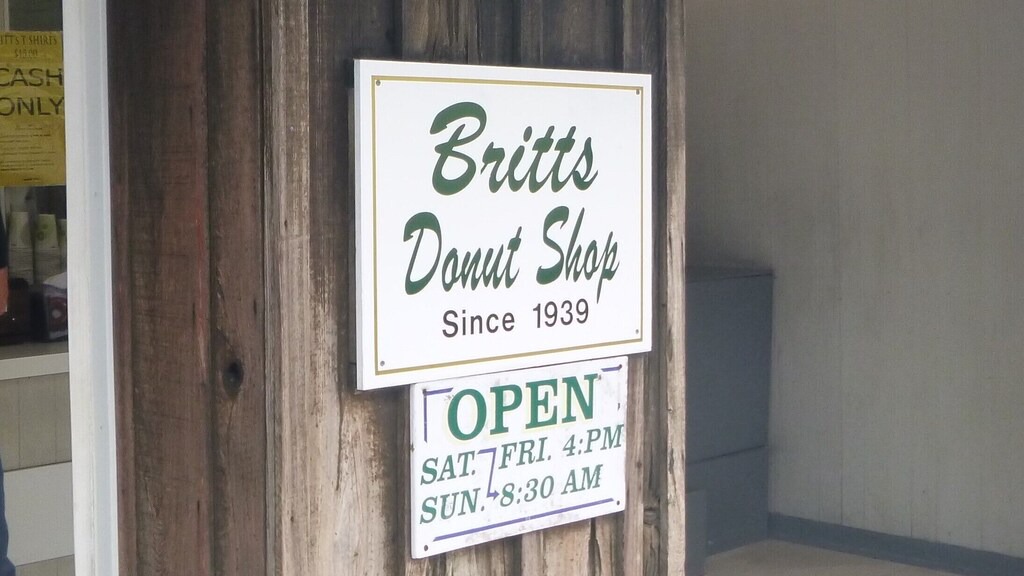 CASH
ONLY
Britts
Donut Shop
Since 1939
OPEN
SAT. FRI. 4:PM
SUN. 8:30 AM